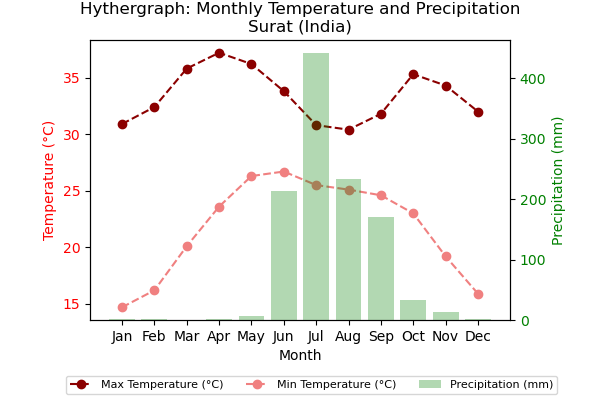 Hythergraph: Monthly Temperature and Precipitation
Surat (India)
35
30
25
20
15
Temperature (°C)
400
300
200
100
0
Precipitation (mm)
Jan Feb Mar Apr May Jun Jul Aug Sep Oct Nov Dec
Month
Max Temperature (°C) Min Temperature (°C) Precipitation (mm)